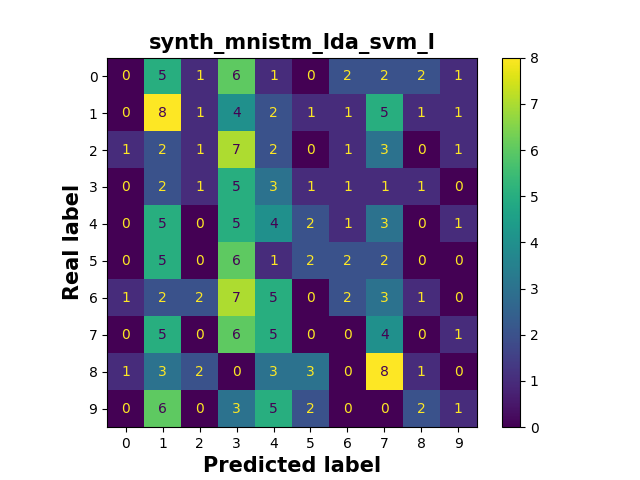 synth_mnistm_lda_svm_l
0 0 5 1 6 1 0 2 2 2 1
1 0 8 1 4 2 1 1 5 1 1
2 1 2 1 7 2 0 1 3 0 1
3 0 2 1 5 3 1 1 1 1 0
4 0 5 0 5 4 2 1 3 0 1
5 0 5 0 6 1 2 2 2 0 0
6 1 2 2 7 5 0 2 3 1 0
7 0 5 0 6 5 0 0 4 0 1
8 1 3 2 0 3 3 0 8 1 0
9 0 6 0 3 5 2 0 0 2 1
0 1 2 3 4 5 6 7 8 9
Predicted label
Real label
8
7
6
5
4
3
2
1
0